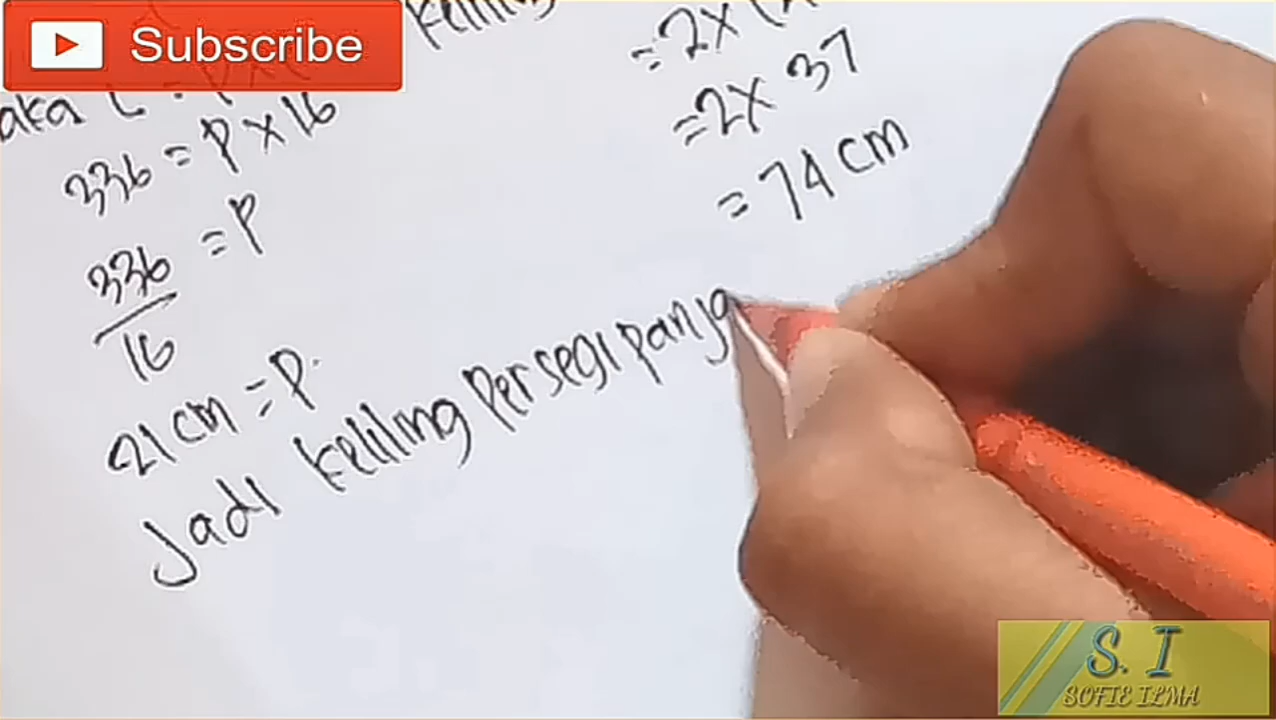 Subscribe
keliling
aka L = P x
336 = P x 16
336/16 = P
21 cm = P.
= 2x (
= 2x 37
= 74 cm
Jadi keliling Persegi panja
S. I
SOFIE ILMA